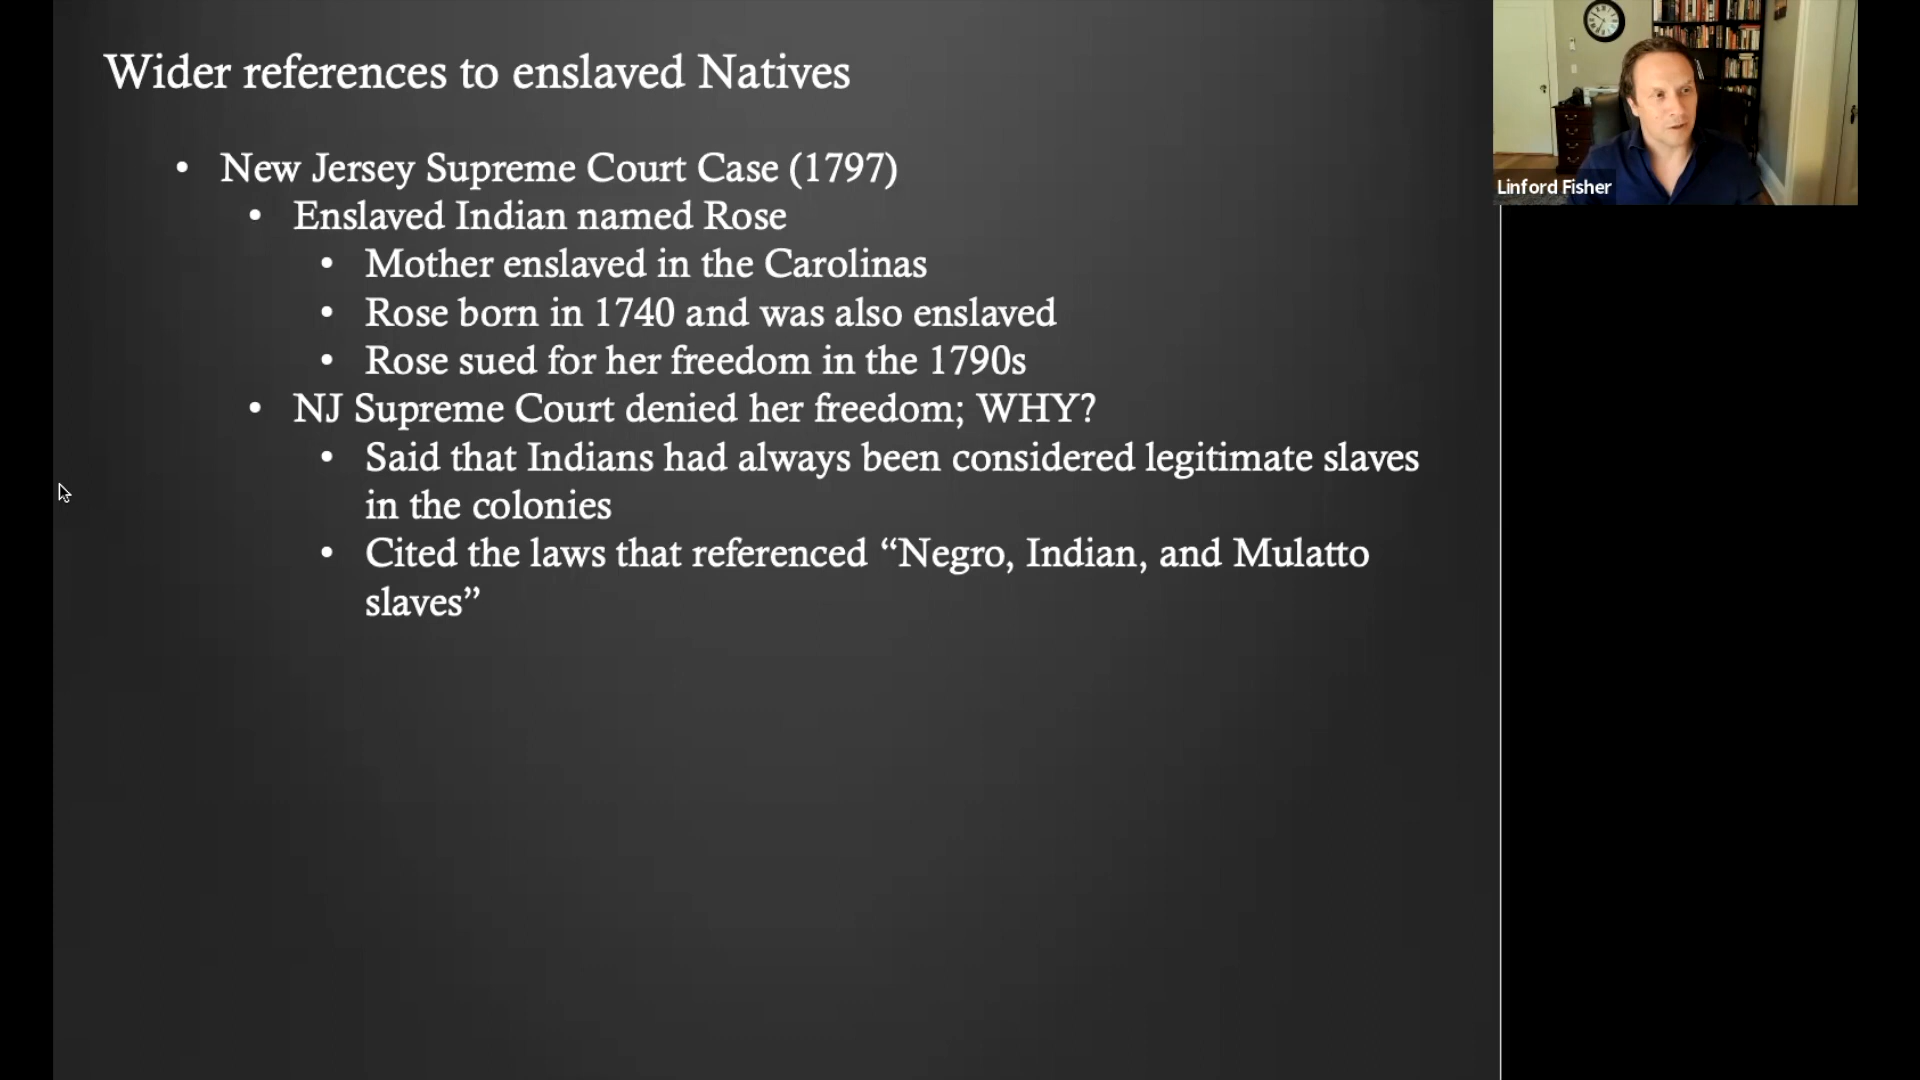 Wider references to enslaved Natives
• New Jersey Supreme Court Case (1797)
• Enslaved Indian named Rose
• Mother enslaved in the Carolinas
• Rose born in 1740 and was also enslaved
• Rose sued for her freedom in the 1790s
• NJ Supreme Court denied her freedom; WHY?
• Said that Indians had always been considered legitimate slaves
in the colonies
• Cited the laws that referenced “Negro, Indian, and Mulatto
slaves”
Linford Fisher